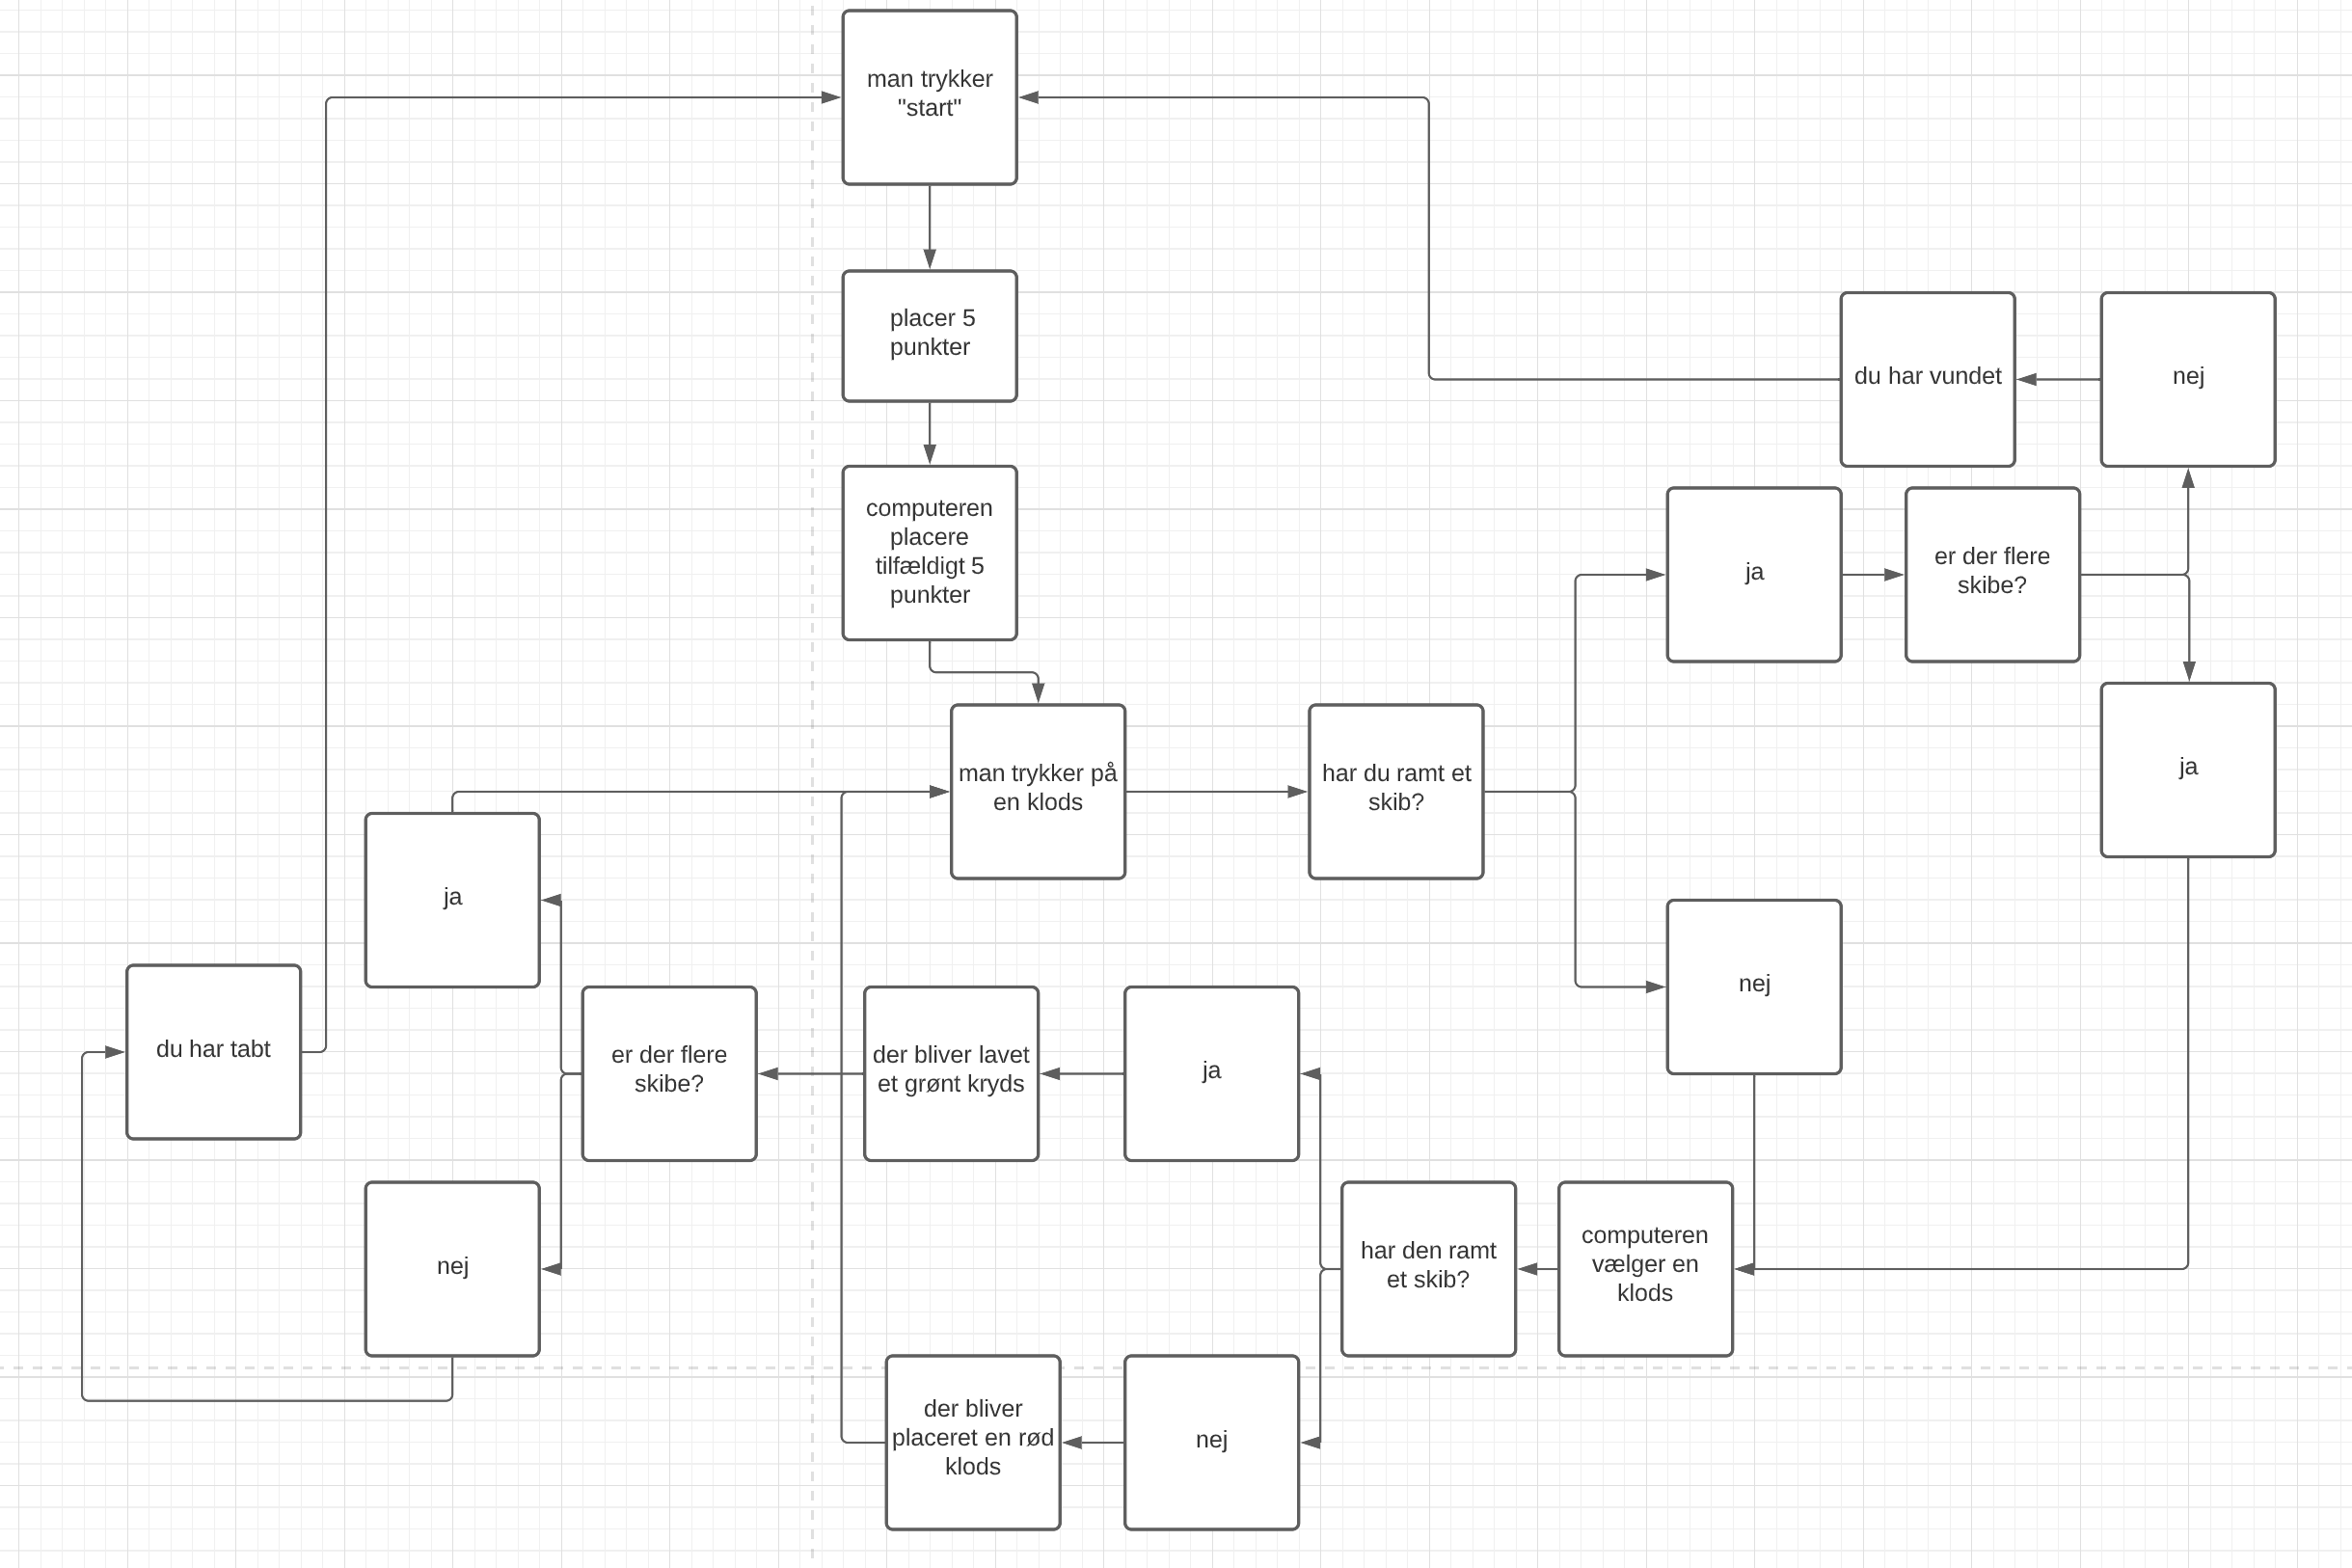 man trykker
"start"
placer 5
punkter
du har vundet
nej
computeren
placere
tilfældigt 5
punkter
ja
er der flere
skibe?
man trykker på
en klods
har du ramt et
skib?
ja
ja
nej
du har tabt
er der flere
skibe?
der bliver lavet
et grønt kryds
ja
nej
har den ramt
et skib?
computeren
vælger en
klods
der bliver
placeret en rød
klods
nej